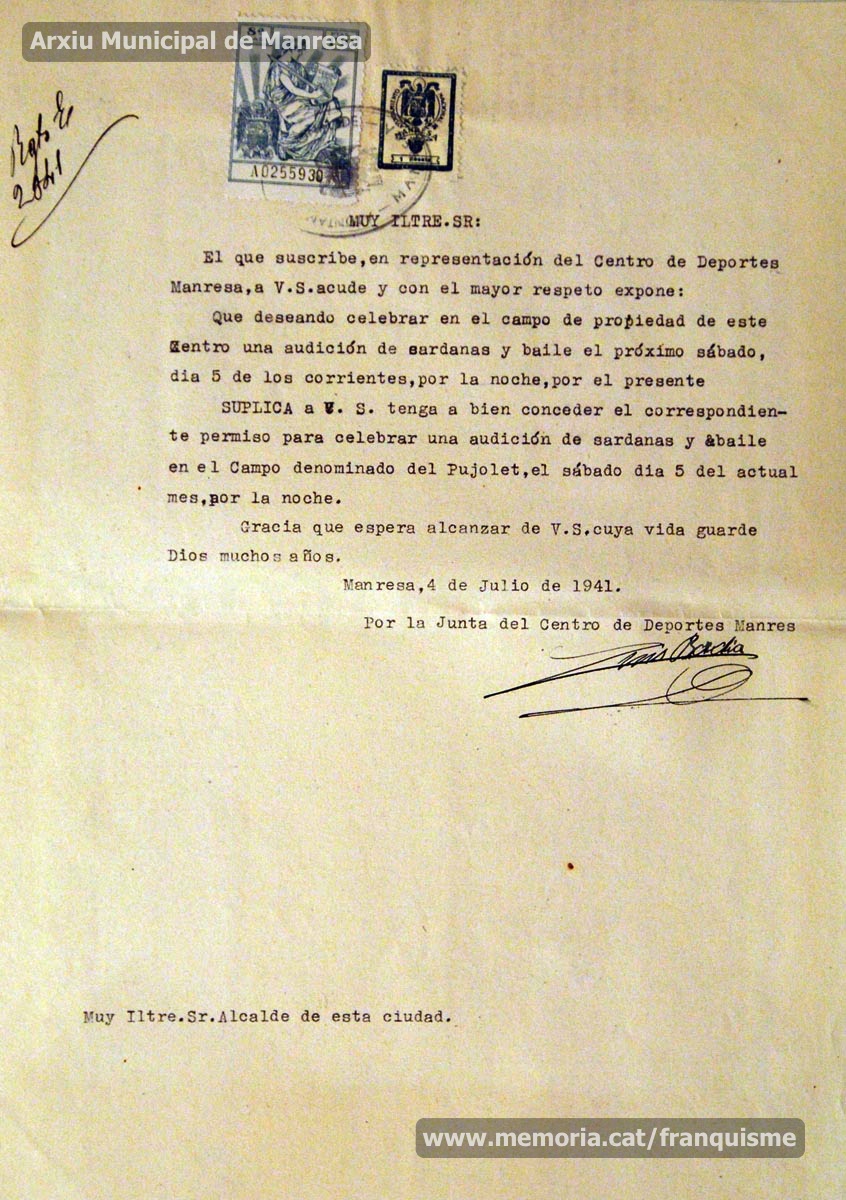 Arxiu Municipal de Manresa
A0255930
Rgto E.
2041
MUY ILTRE.SR:
El que suscribe,en representación del Centro de Deportes
Manresa,a V.S.acude y con el mayor respeto expone:
Que deseando celebrar en el campo de propiedad de este
Centro una audición de sardanas y baile el próximo sábado,
dia 5 de los corrientes,por la noche,por el presente
SUPLICA a V. S. tenga a bien conceder el correspondien-
te permiso para celebrar una audición de sardanas y &baile
en el Campo denominado del Pujolet,el sábado dia 5 del actual
mes,por la noche.
Gracia que espera alcanzar de V.S.cuya vida guarde
Dios muchos años.
Manresa,4 de Julio de 1941.
Por la Junta del Centro de Deportes Manres
Muy Iltre.Sr.Alcalde de esta ciudad.
www.memoria.cat/franquisme